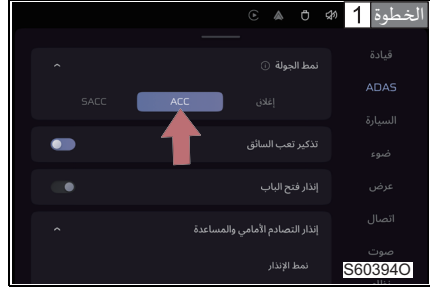 الخطوة 1
قيادة
ADAS
السيارة
ضوء
عرض
اتصال
صوت
نمط الجولة
إغلاق
ACC
SACC
تذكير تعب السائق
إنذار فتح الباب
إنذار التصادم الأمامي والمساعدة
نمط الإنذار
S60394O